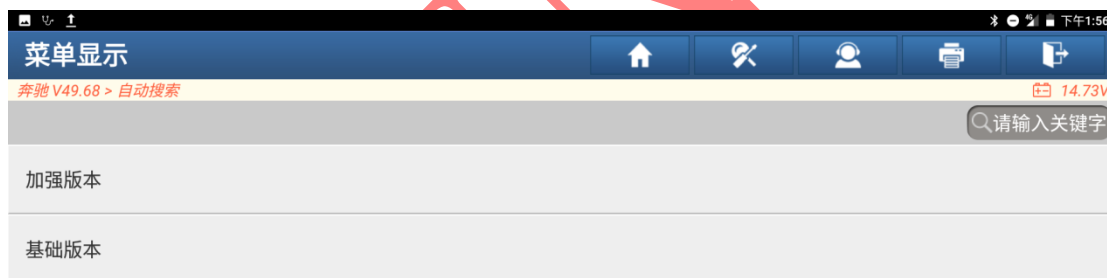 下午1:56
菜单显示
奔驰 V49.68 > 自动搜索
14.73V
请输入关键字
加强版本
基础版本